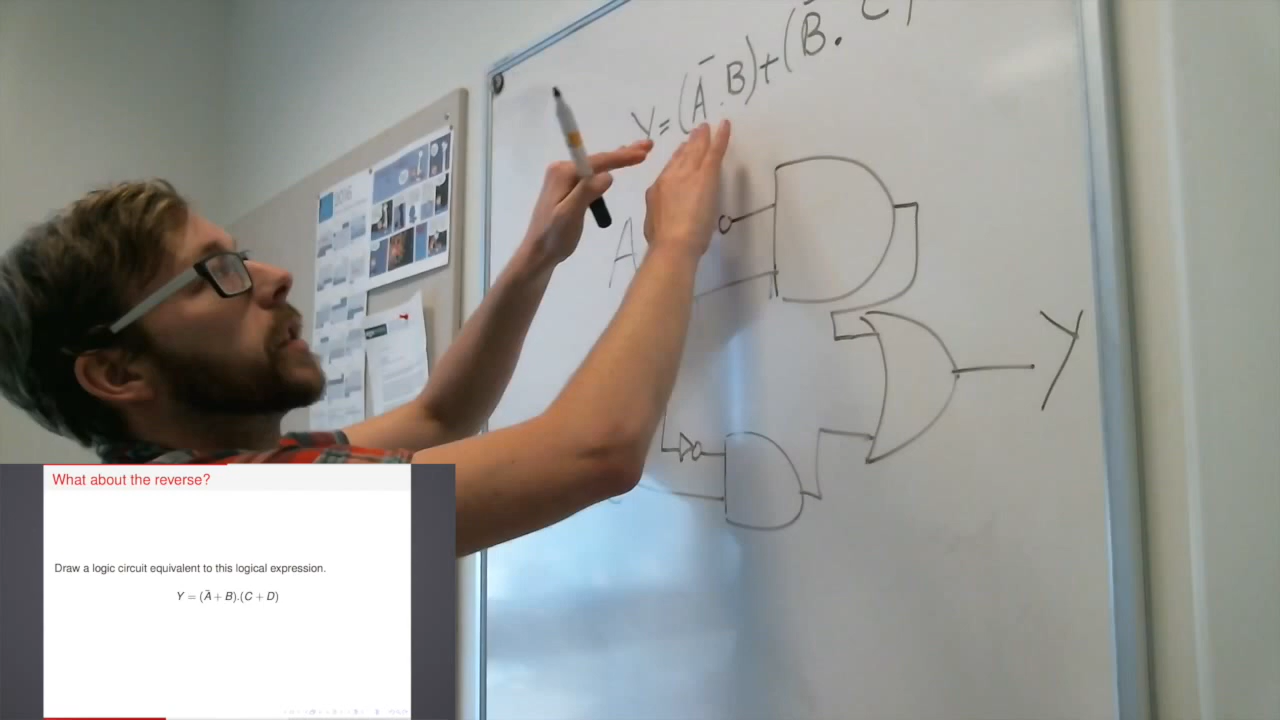 Y = (A̅ . B) + (B̅ . C)
A
Y
What about the reverse?
Draw a logic circuit equivalent to this logical expression.
Y = (A̅ + B).(C + D)